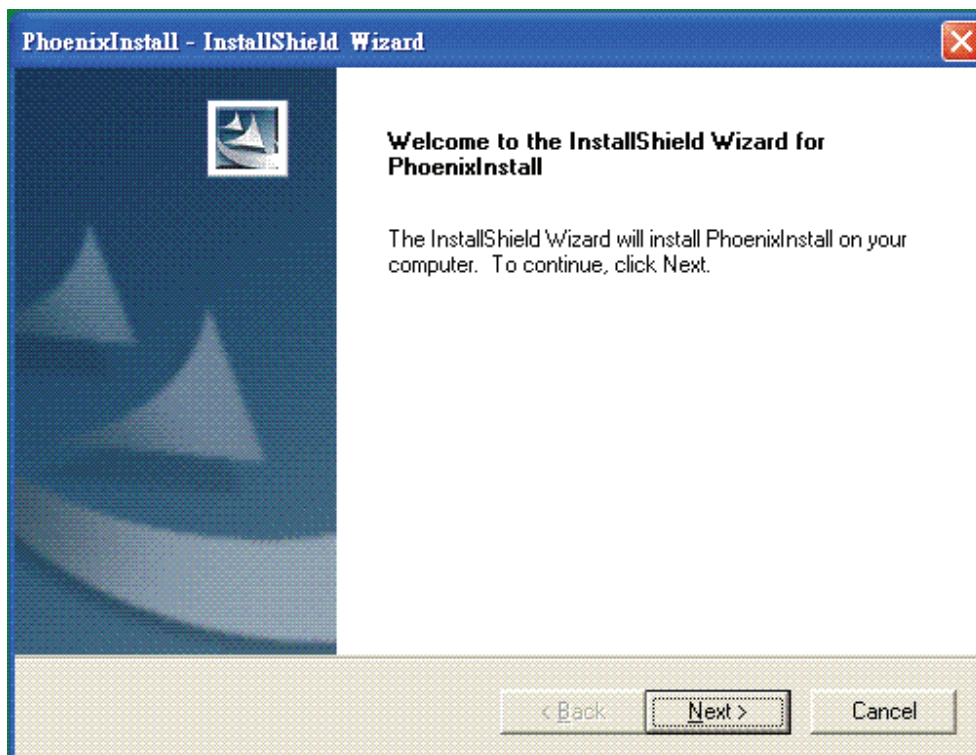 PhoenixInstall - InstallShield Wizard
Welcome to the InstallShield Wizard for
PhoenixInstall
The InstallShield Wizard will install PhoenixInstall on your
computer. To continue, click Next.
< Back
Next >
Cancel